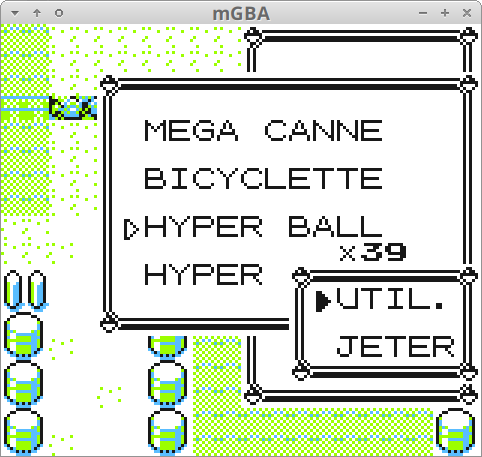 mGBA
MEGA CANNE
BICYCLETTE
HYPER BALL
×39
HYPER
UTIL.
JETER